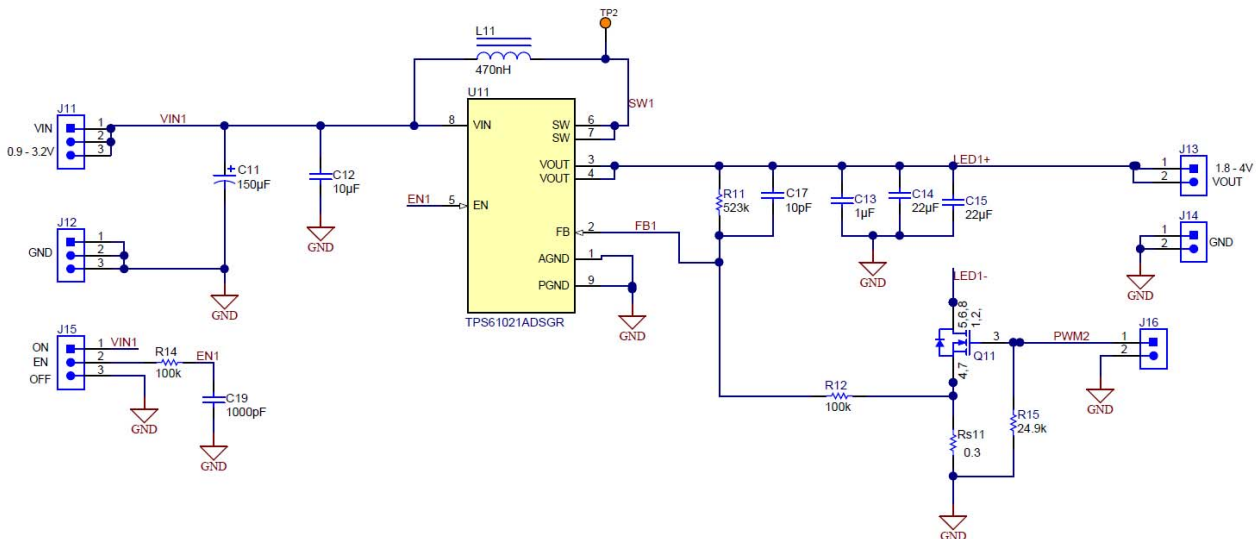 TP2
L11
470nH
U11
SW1
J11
VIN
0.9 - 3.2V
1
2
3
VIN1
C11
150µF
+
C12
10µF
GND
GND
8
VIN
SW
6
SW
7
VOUT
3
VOUT
4
EN1
5
EN
FB
2
FB1
AGND
1
PGND
9
TPS61021ADSGR
GND
R11
523k
C17
10pF
C13
1µF
C14
22µF
C15
22µF
GND
LED1+
J13
1
2
1.8 - 4V
VOUT
J14
1
2
GND
GND
J12
GND
1
2
3
J15
ON
EN
OFF
1
2
3
VIN1
R14
100k
EN1
C19
1000pF
GND
GND
LED1-
5,6,8
1,2,
3
Q11
4,7
PWM2
J16
1
2
GND
R12
100k
Rs11
0.3
R15
24.9k
GND